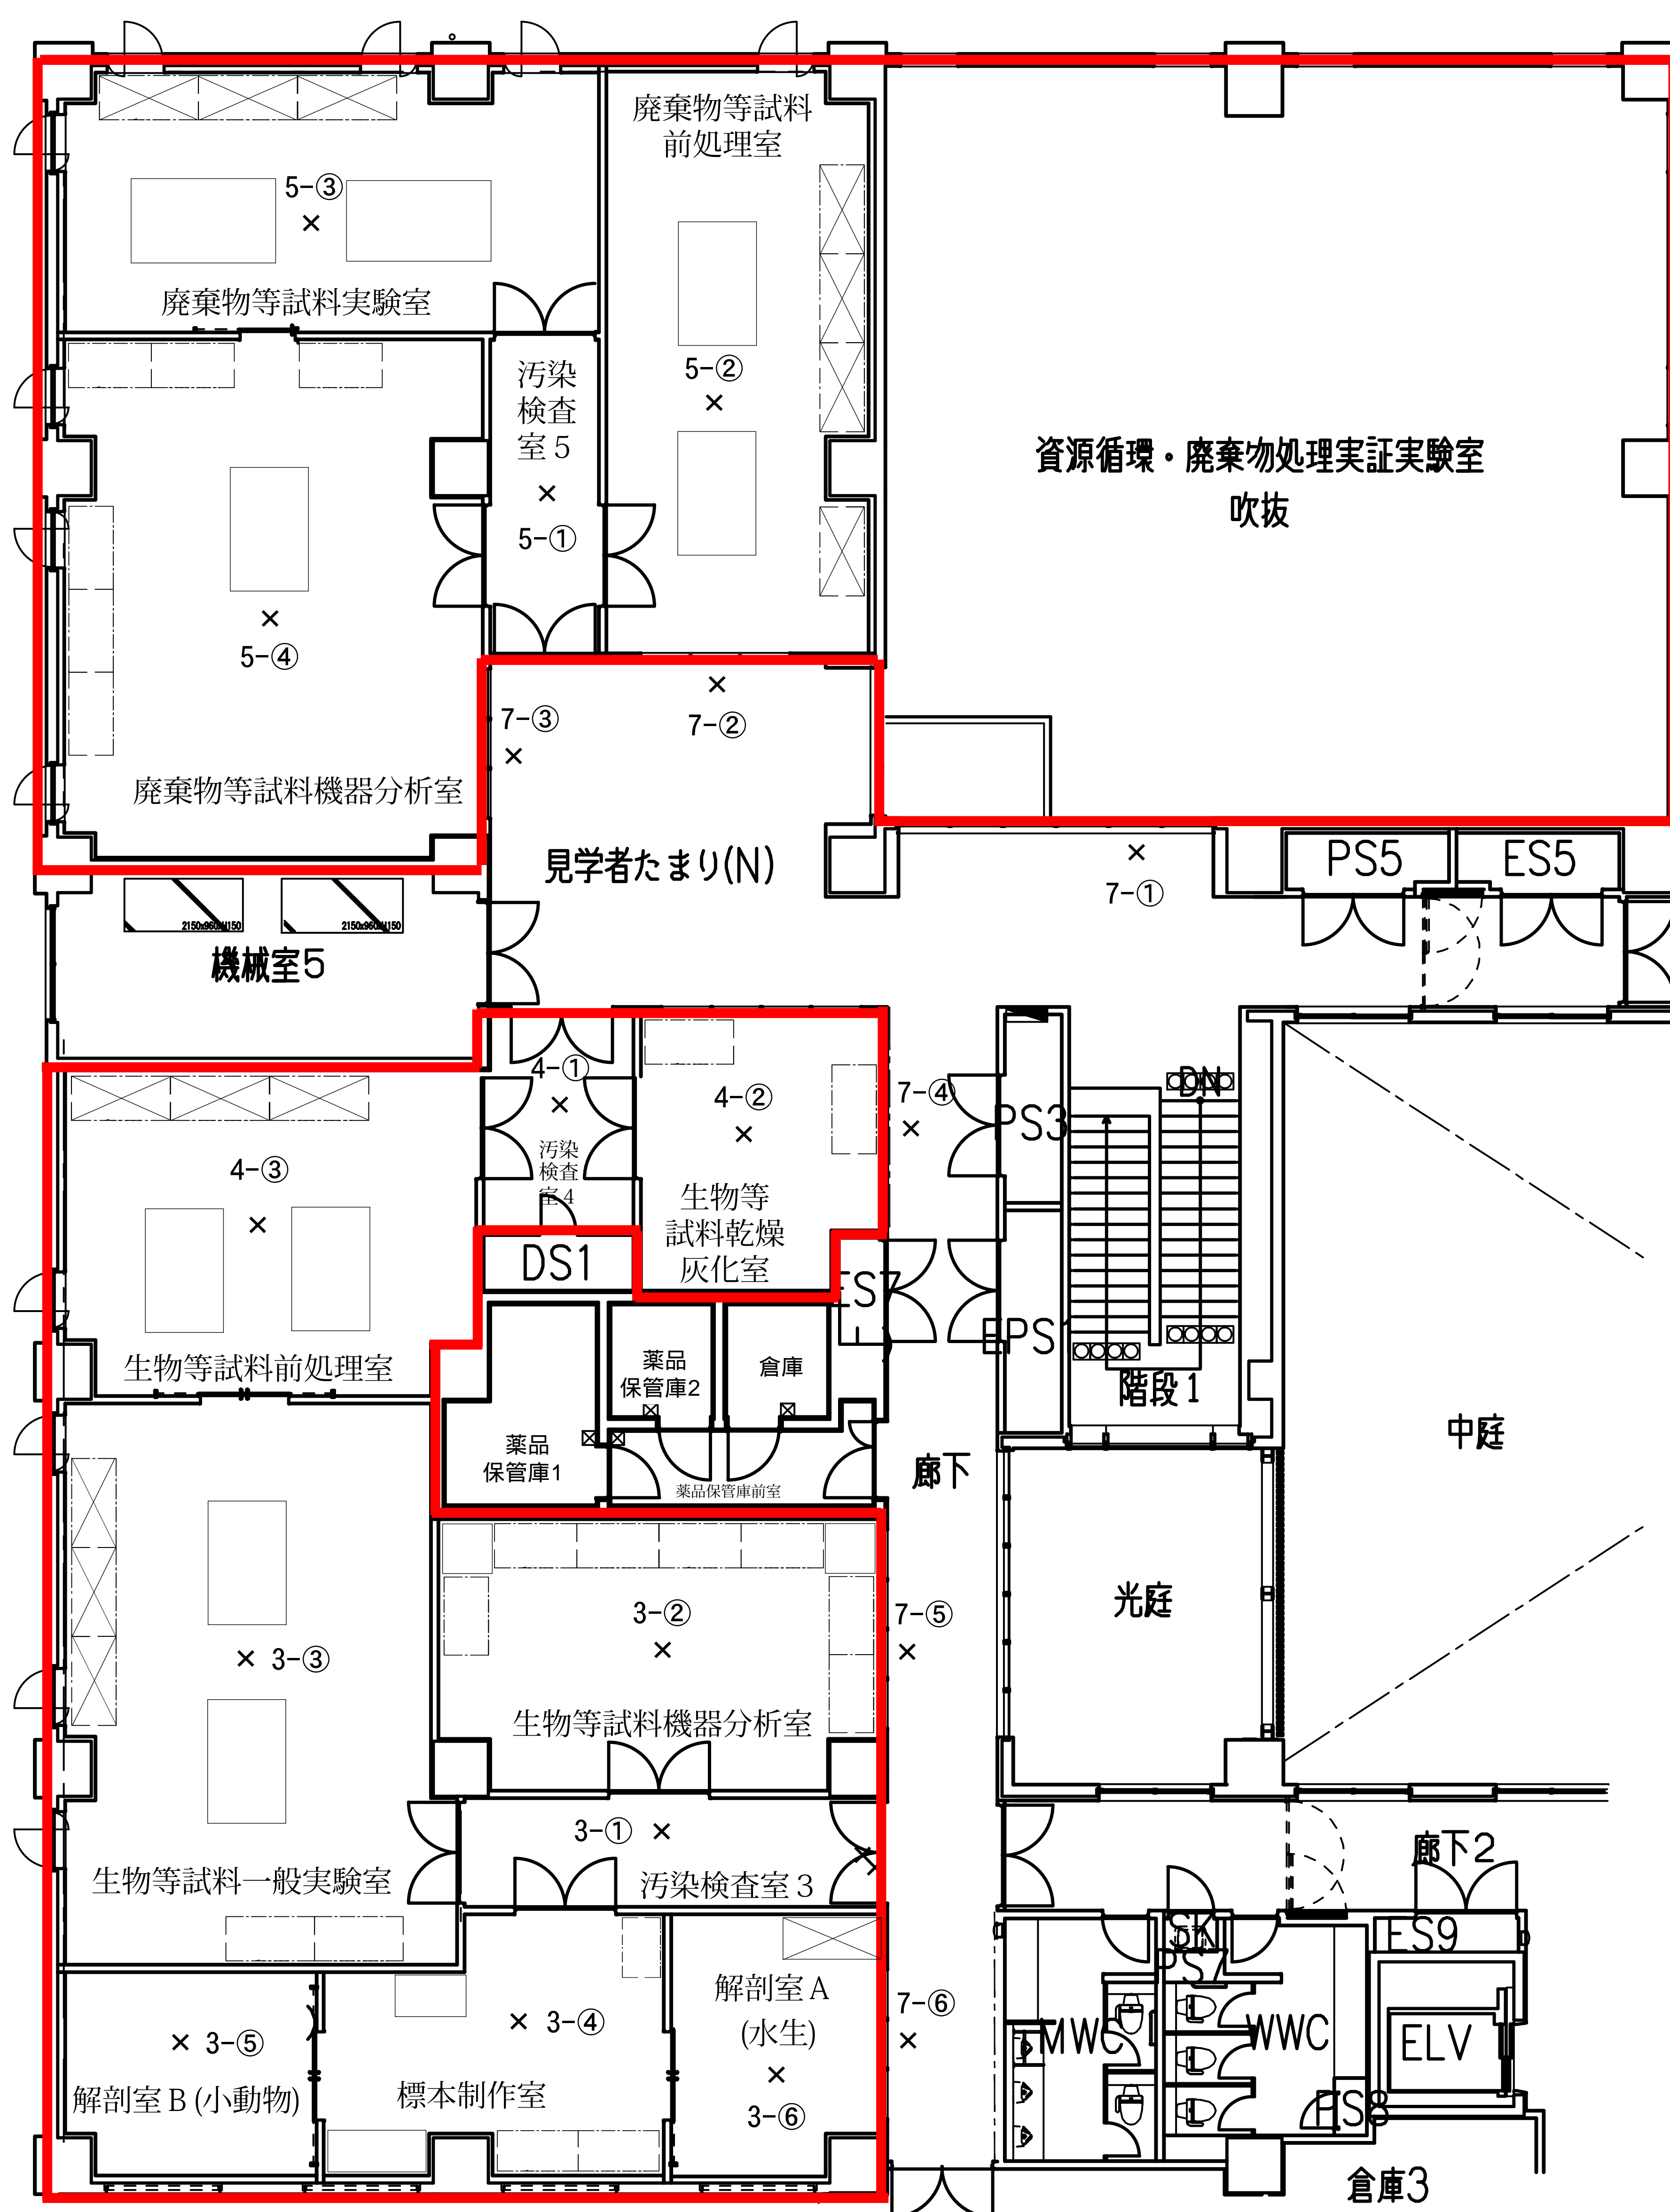 廃棄物等試料
前処理室
5-③
廃棄物等試料実験室
5-②
汚染
検査
室５
5-①
5-④
廃棄物等試料機器分析室
資源循環・廃棄物処理実証実験室
吹抜
7-③
7-②
見学者たまり(N)
7-①
PS5
ES5
2150x960xH150
2150x960xH150
機械室5
4-①
4-②
7-④
PS3
DN
汚染
検査
室４
4-③
生物等
試料乾燥
灰化室
DS1
ES7
EPS1
生物等試料前処理室
薬品
保管庫2
倉庫
階段1
中庭
薬品
保管庫1
薬品保管庫前室
廊下
3-②
7-⑤
光庭
3-③
生物等試料機器分析室
3-①
生物等試料一般実験室
汚染検査室３
廊下2
SK
PS7
ES9
解剖室Ａ
(水生)
7-⑥
3-④
3-⑤
MWC
WWC
ELV
解剖室Ｂ(小動物)
標本制作室
3-⑥
PS8
倉庫3